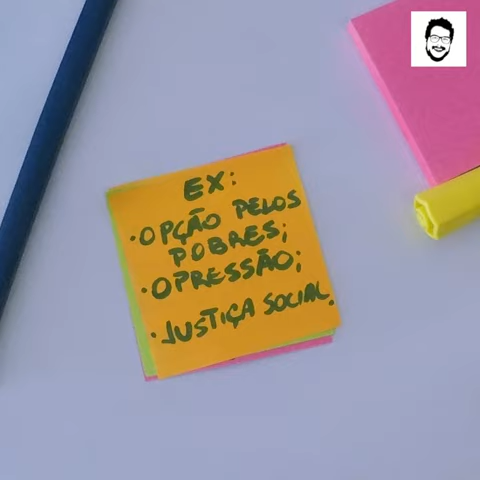 EX:
·OPÇÃO PELOS
POBRES;
·OPRESSÃO;
·JUSTIÇA SOCIAL.